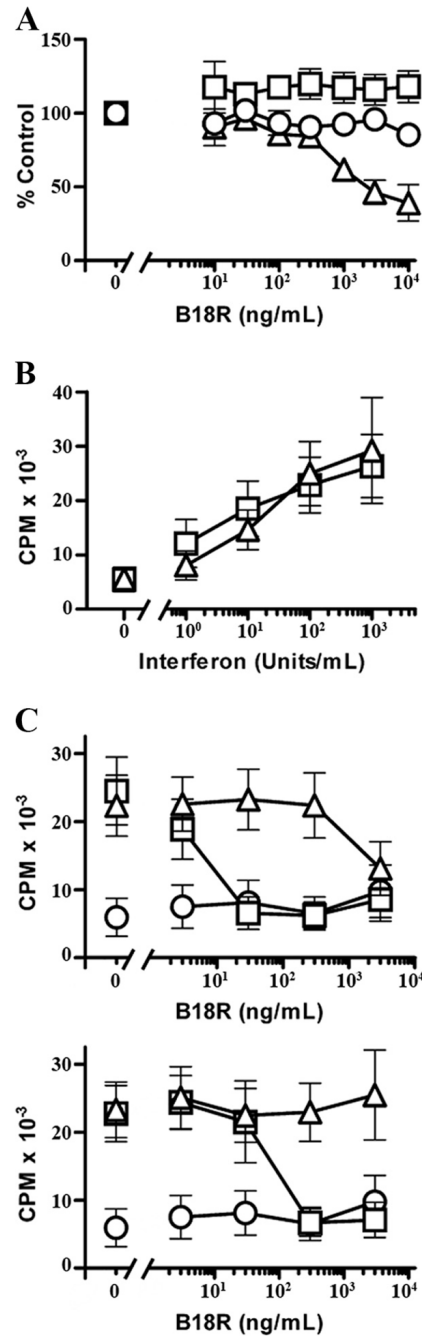 A
150
100
50
0
% Control
0 10¹ 10² 10³ 10⁴
B18R (ng/mL)
B
40
30
20
10
0
CPM x 10⁻³
0 10⁰ 10¹ 10² 10³
Interferon (Units/mL)
C
30
20
10
0
CPM x 10⁻³
0 10¹ 10² 10³ 10⁴
B18R (ng/mL)
30
20
10
0
CPM x 10⁻³
0 10¹ 10² 10³ 10⁴
B18R (ng/mL)